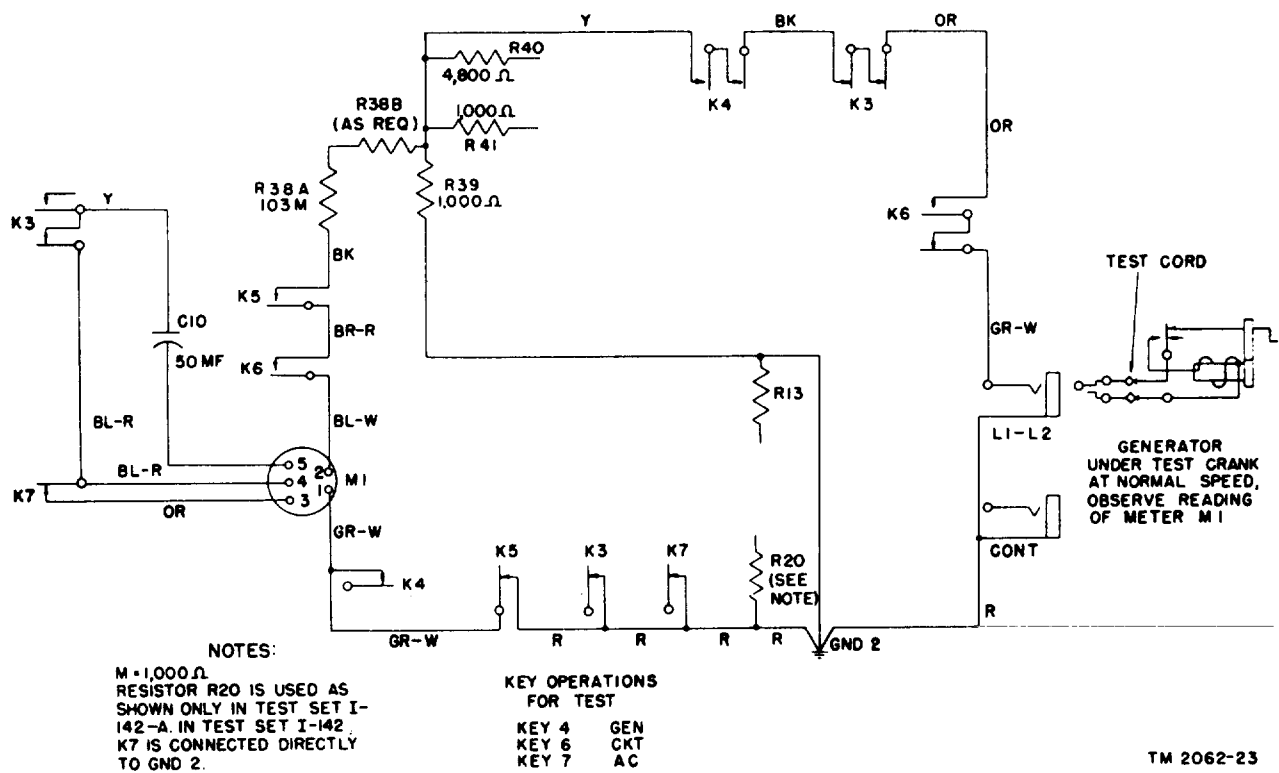 Y
BK
OR
R40
4,800 Ω
K4
K3
R38B
(AS REQ)
1,000 Ω
R41
OR
R38A
103 M
R39
1,000 Ω
K3
Y
K6
BK
TEST CORD
K5
C10
BR-R
GR-W
50 MF
K6
R13
BL-R
BL-W
L1-L2
GENERATOR
UNDER TEST CRANK
AT NORMAL SPEED,
OBSERVE READING
OF METER M1
BL-R
5
4
3
2
1
M1
K7
OR
GR-W
K5
K3
K7
R20
(SEE
NOTE)
CONT
K4
R
GR-W
R
R
R
GND 2
NOTES:
M = 1,000 Ω
RESISTOR R20 IS USED AS
SHOWN ONLY IN TEST SET I-
142-A. IN TEST SET I-142
K7 IS CONNECTED DIRECTLY
TO GND 2.
KEY OPERATIONS
FOR TEST
KEY 4 GEN
KEY 6 CKT
KEY 7 AC
TM 2062-23